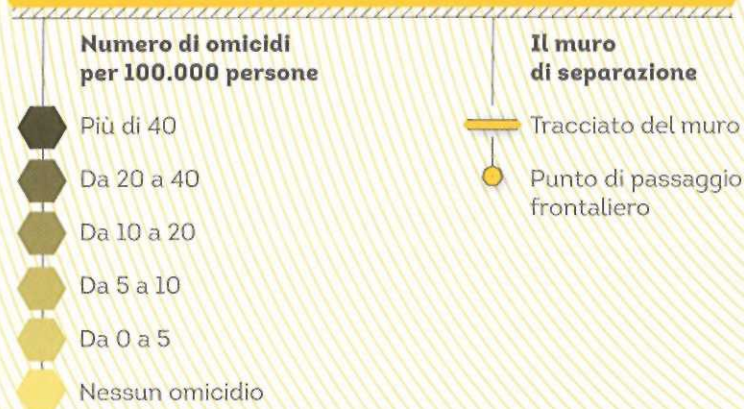 Numero di omicidi
per 100.000 persone
Più di 40
Da 20 a 40
Da 10 a 20
Da 5 a 10
Da 0 a 5
Nessun omicidio
Il muro
di separazione
Tracciato del muro
Punto di passaggio
frontaliero